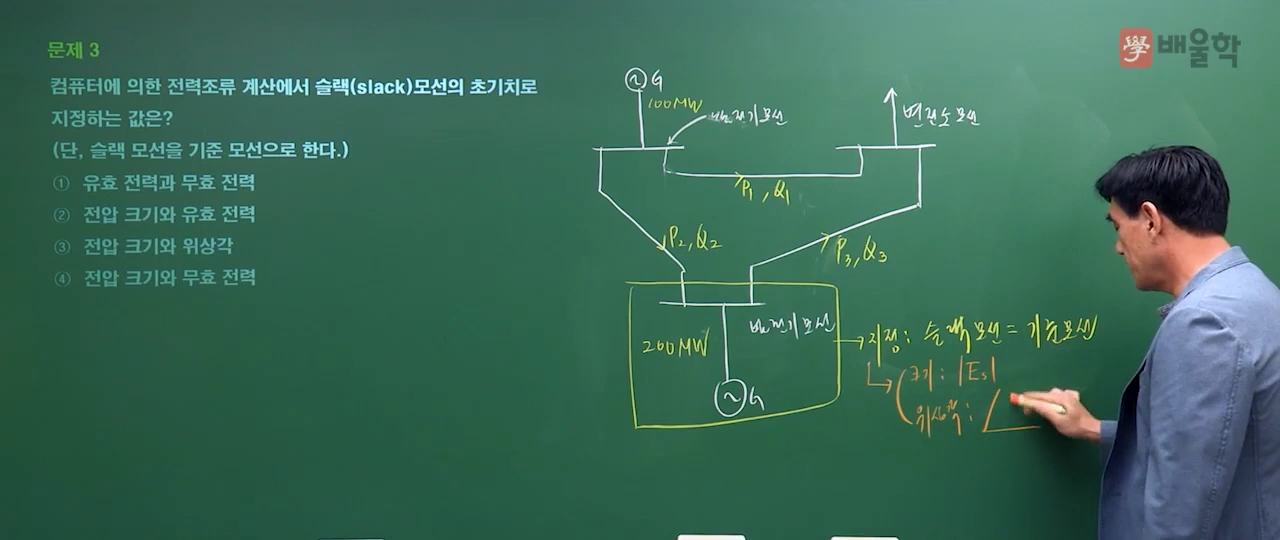 문제 3
컴퓨터에 의한 전력조류 계산에서 슬랙(slack)모선의 초기치로
지정하는 값은?
(단, 슬랙 모선을 기준 모선으로 한다.)
① 유효 전력과 무효 전력
② 전압 크기와 유효 전력
③ 전압 크기와 위상각
④ 전압 크기와 무효 전력
學 배울학
~ G
100MW
발전기모선
변전소모선
P1, Q1
P2, Q2
P3, Q3
200MW
발전기모선
~ G
→ 지정: 슬랙모선 = 기준모선
크기: |Es|
위상각: